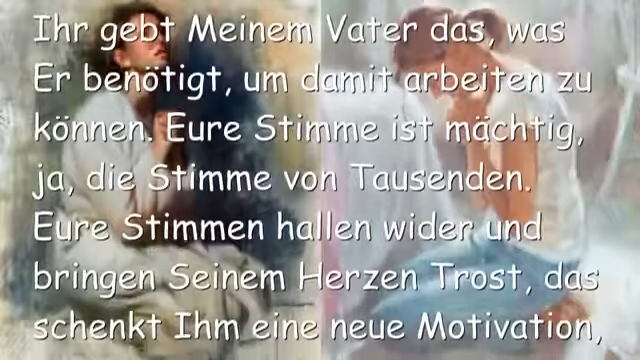 Ihr gebt Meinem Vater das, was
Er benötigt, um damit arbeiten zu
können. Eure Stimme ist mächtig,
ja, die Stimme von Tausenden.
Eure Stimmen hallen wider und
bringen Seinem Herzen Trost, das
schenkt Ihm eine neue Motivation,